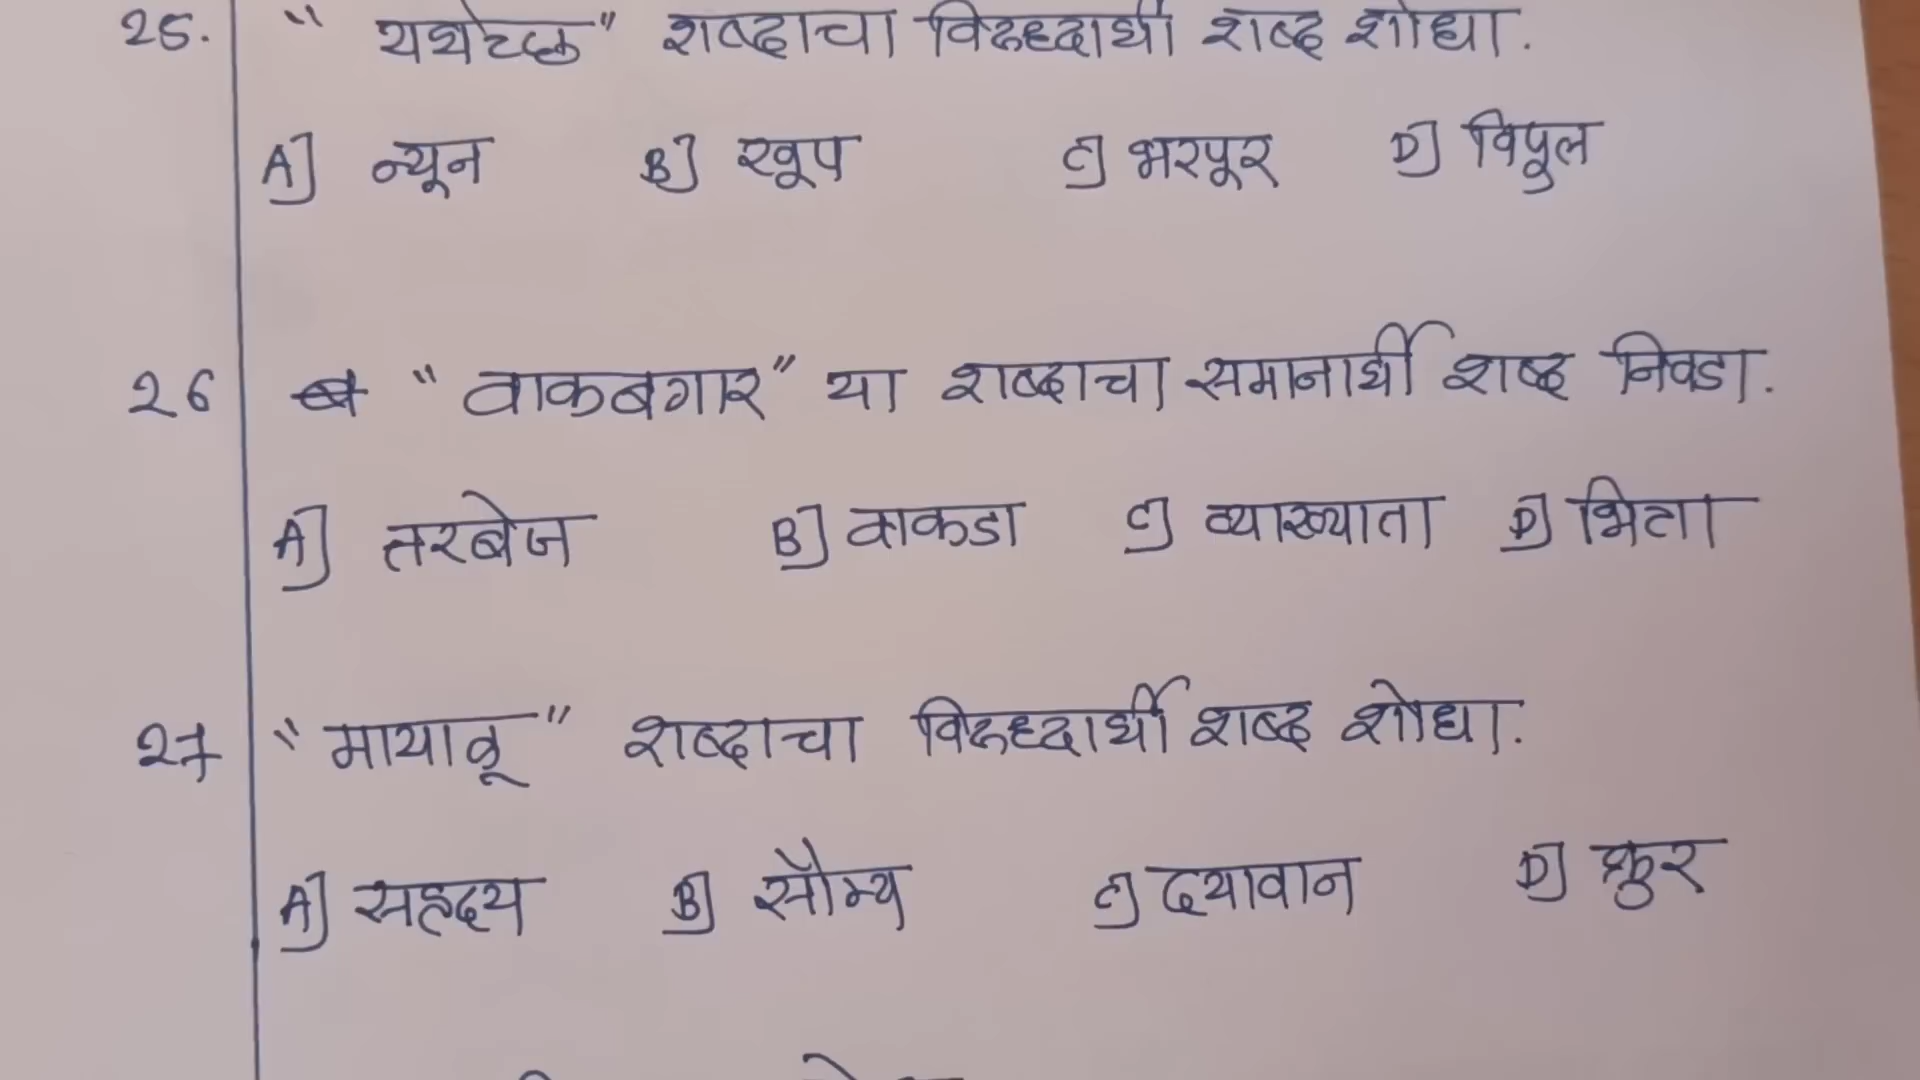 25. "यथेच्छ" शब्दाचा विरुध्दार्थी शब्द शोधा.
A] न्यून B] खूप C] भरपूर D] विपूल
26 "वाकबगार" या शब्दाचा समानार्थी शब्द निवडा.
A] तरबेज B] वाकडा C] व्याख्याता D] भिता
27 "मायाळू" शब्दाचा विरुध्दार्थी शब्द शोधा.
A] सहृदय B] सौम्य C] दयावान D] क्रुर